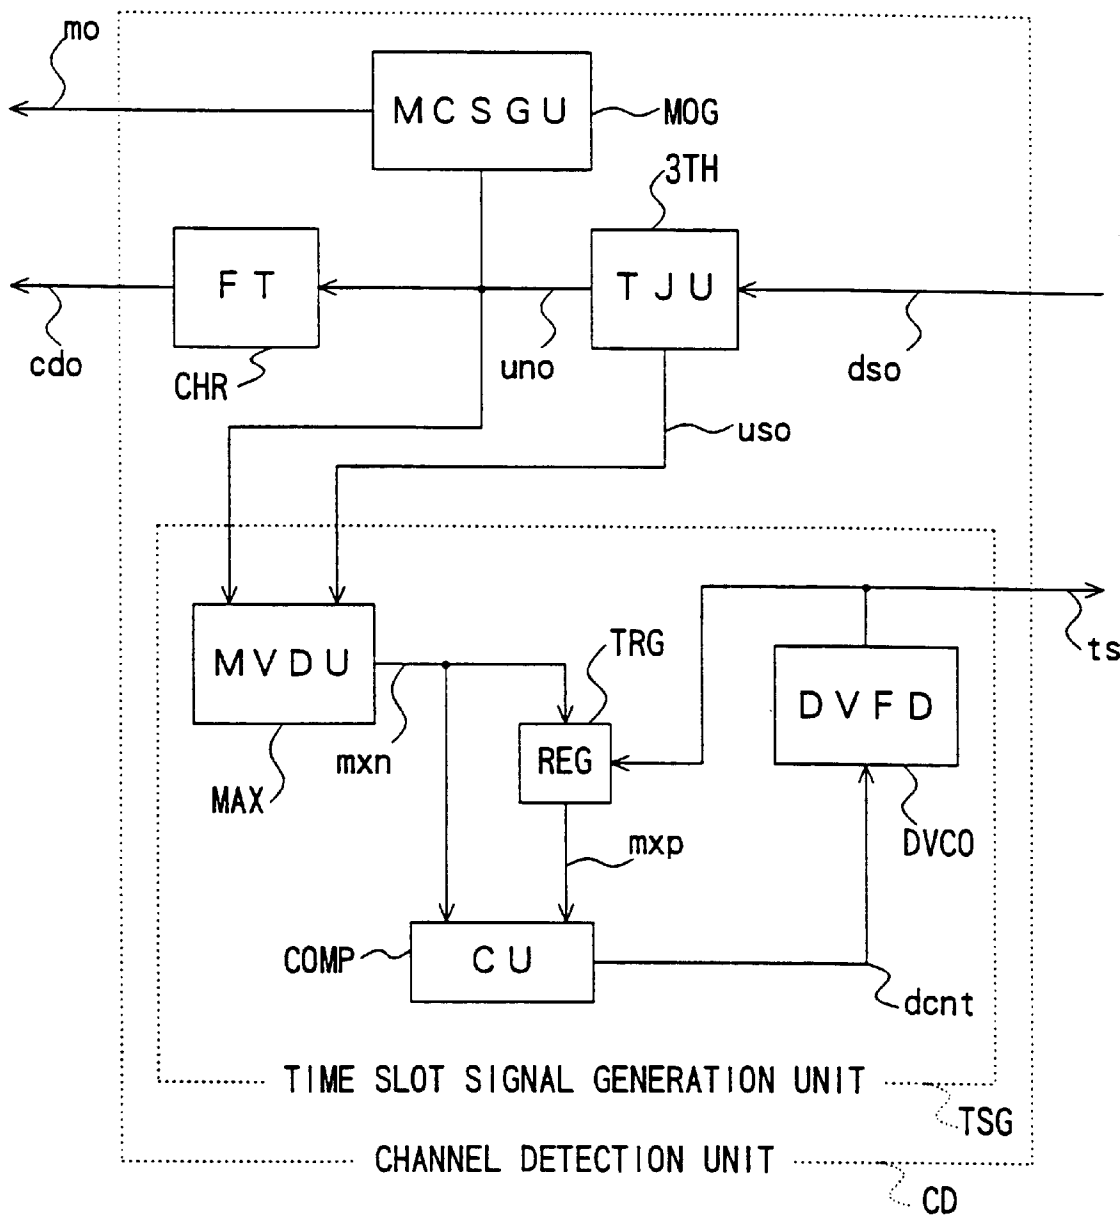 mo
MCSGU
MOG
3TH
FT
TJU
cdo
CHR
uno
dso
uso
MVDU
TRG
ts
DVFD
mxn
REG
MAX
mxp
DVCO
COMP
CU
dcnt
TIME SLOT SIGNAL GENERATION UNIT
TSG
CHANNEL DETECTION UNIT
CD